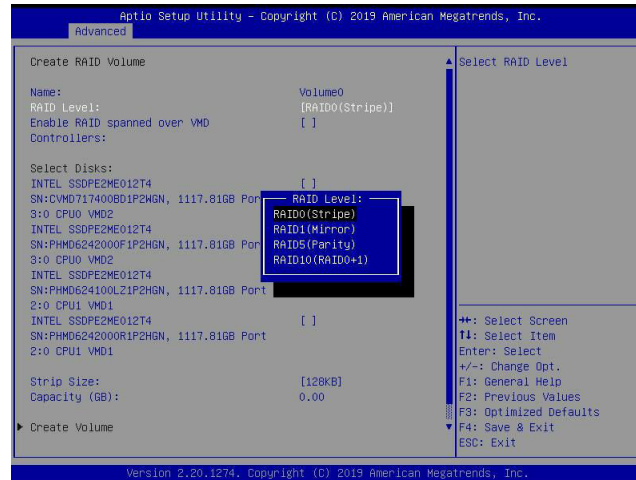 Aptio Setup Utility – Copyright (C) 2019 American Megatrends, Inc.
Advanced
Create RAID Volume
Name: Volume0
RAID Level: [RAID0(Stripe)]
Enable RAID spanned over VMD [ ]
Controllers:
Select Disks:
INTEL SSDPE2ME012T4 [ ]
SN:CVMD717400BD1P2WGN, 1117.81GB Por
3:0 CPU0 VMD2
INTEL SSDPE2ME012T4
SN:PHMD6242000F1P2HGN, 1117.81GB Por
3:0 CPU0 VMD2
INTEL SSDPE2ME012T4
SN:PHMD624100LZ1P2HGN, 1117.81GB Port
2:0 CPU1 VMD1
INTEL SSDPE2ME012T4 [ ]
SN:PHMD6242000R1P2HGN, 1117.81GB Port
2:0 CPU1 VMD1
Strip Size: [128KB]
Capacity (GB): 0.00
Create Volume
RAID Level:
RAID0(Stripe)
RAID1(Mirror)
RAID5(Parity)
RAID10(RAID0+1)
Select RAID Level
→←: Select Screen
↑↓: Select Item
Enter: Select
+/-: Change Opt.
F1: General Help
F2: Previous Values
F3: Optimized Defaults
F4: Save & Exit
ESC: Exit
Version 2.20.1274. Copyright (C) 2019 American Megatrends, Inc.